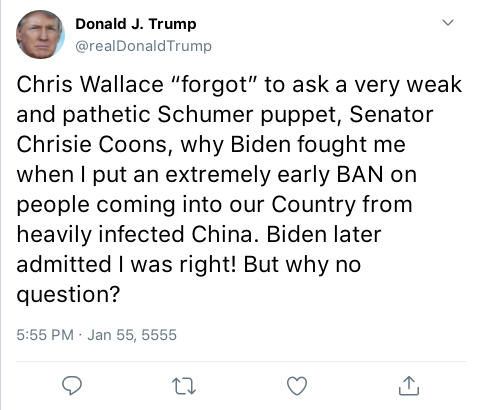 Donald J. Trump
@realDonaldTrump
Chris Wallace “forgot” to ask a very weak
and pathetic Schumer puppet, Senator
Chrisie Coons, why Biden fought me
when I put an extremely early BAN on
people coming into our Country from
heavily infected China. Biden later
admitted I was right! But why no
question?
5:55 PM · Jan 55, 5555